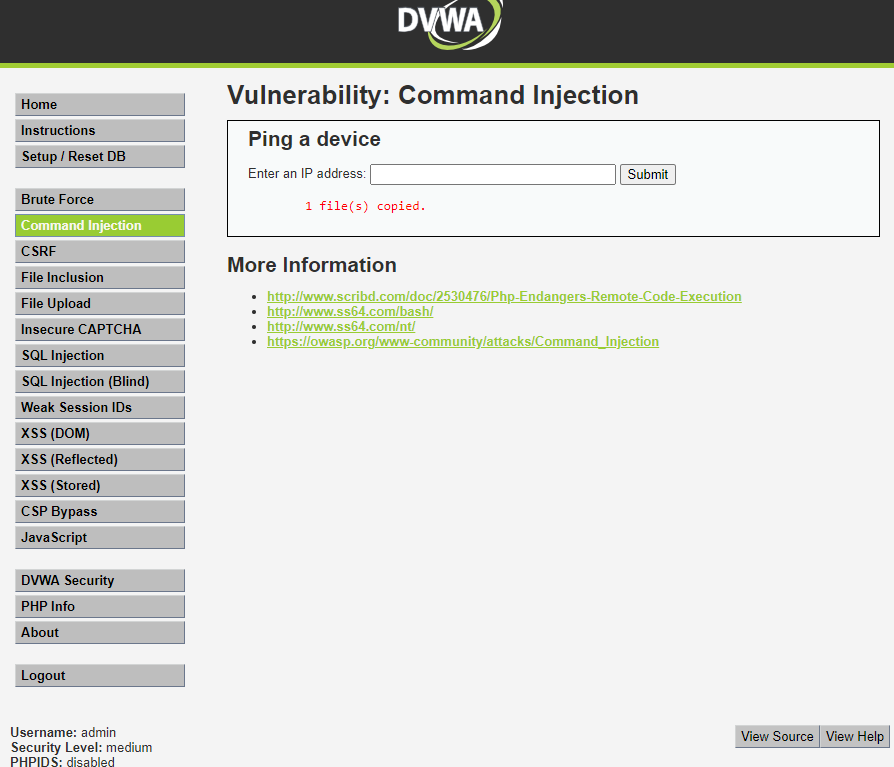 DVWA
Home
Instructions
Setup / Reset DB
Brute Force
Command Injection
CSRF
File Inclusion
File Upload
Insecure CAPTCHA
SQL Injection
SQL Injection (Blind)
Weak Session IDs
XSS (DOM)
XSS (Reflected)
XSS (Stored)
CSP Bypass
JavaScript
DVWA Security
PHP Info
About
Logout
Vulnerability: Command Injection
Ping a device
Enter an IP address: Submit
1 file(s) copied.
More Information
http://www.scribd.com/doc/2530476/Php-Endangers-Remote-Code-Execution
http://www.ss64.com/bash/
http://www.ss64.com/nt/
https://owasp.org/www-community/attacks/Command_Injection
Username: admin
Security Level: medium
PHPIDS: disabled
View Source View Help